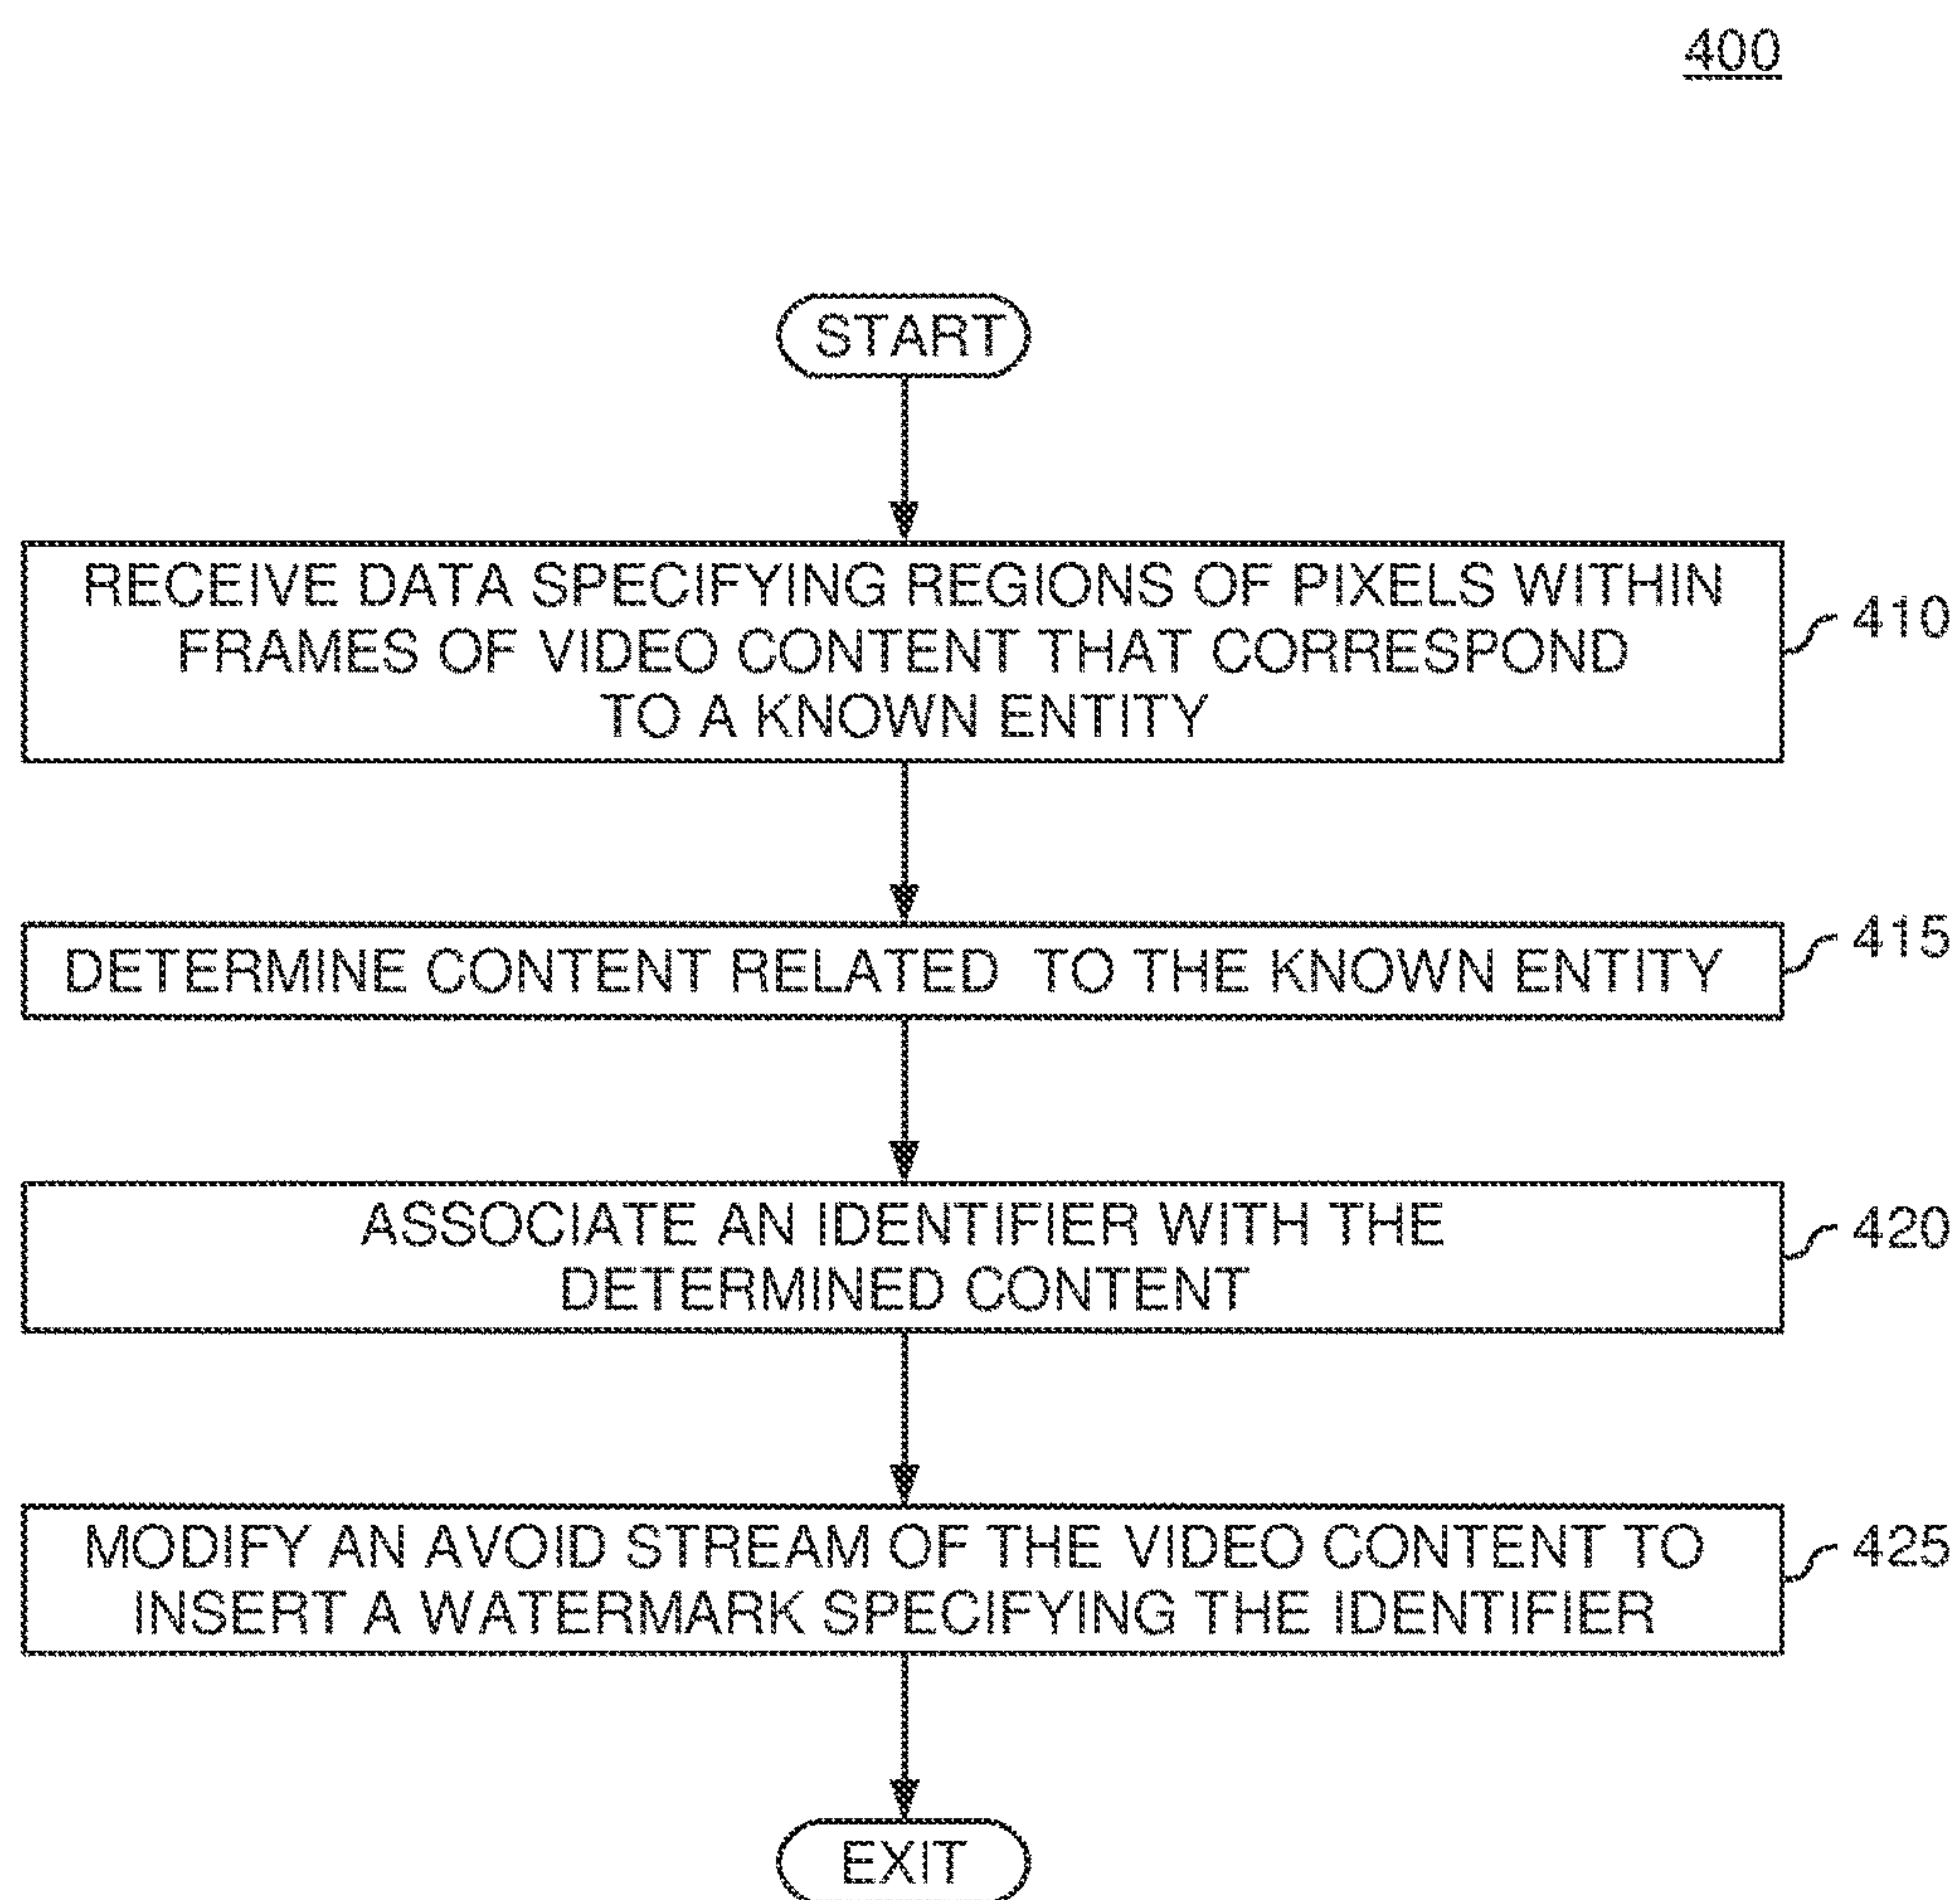 400
START
RECEIVE DATA SPECIFYING REGIONS OF PIXELS WITHIN
FRAMES OF VIDEO CONTENT THAT CORRESPOND
TO A KNOWN ENTITY
410
DETERMINE CONTENT RELATED TO THE KNOWN ENTITY
415
ASSOCIATE AN IDENTIFIER WITH THE
DETERMINED CONTENT
420
MODIFY AN AVOID STREAM OF THE VIDEO CONTENT TO
INSERT A WATERMARK SPECIFYING THE IDENTIFIER
425
EXIT